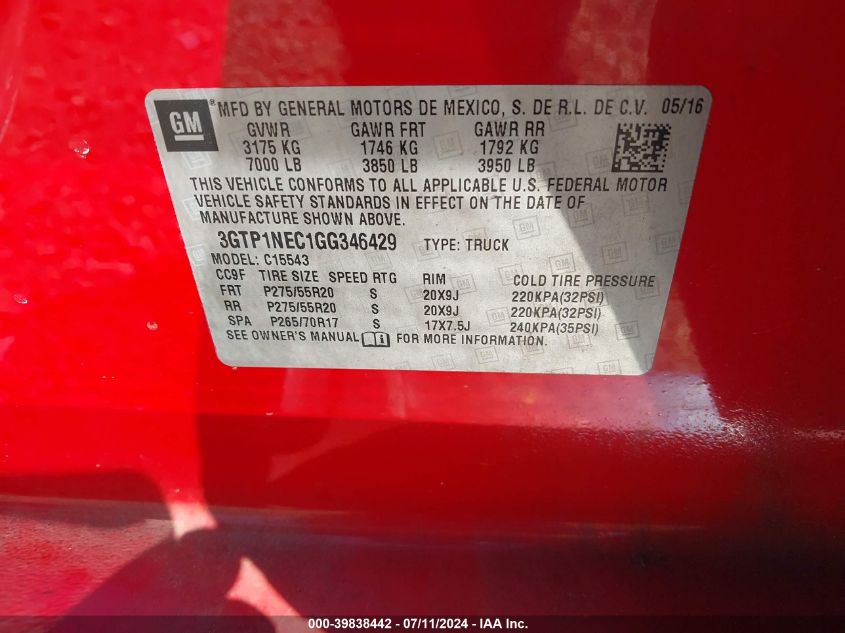 GM ® MFD BY GENERAL MOTORS DE MEXICO, S. DE R.L. DE C.V. 05/16
GVWR GAWR FRT GAWR RR
3175 KG 1746 KG 1792 KG
7000 LB 3850 LB 3950 LB
THIS VEHICLE CONFORMS TO ALL APPLICABLE U.S. FEDERAL MOTOR
VEHICLE SAFETY STANDARDS IN EFFECT ON THE DATE OF
MANUFACTURE SHOWN ABOVE.
3GTP1NEC1GG346429 TYPE: TRUCK
MODEL: C15543
CC9F TIRE SIZE SPEED RTG RIM COLD TIRE PRESSURE
FRT P275/55R20 S 20X9J 220KPA(32PSI)
RR P275/55R20 S 20X9J 220KPA(32PSI)
SPA P265/70R17 S 17X7.5J 240KPA(35PSI)
SEE OWNER'S MANUAL FOR MORE INFORMATION.
000-39838442 / 07/11/2024 - IAA Inc.